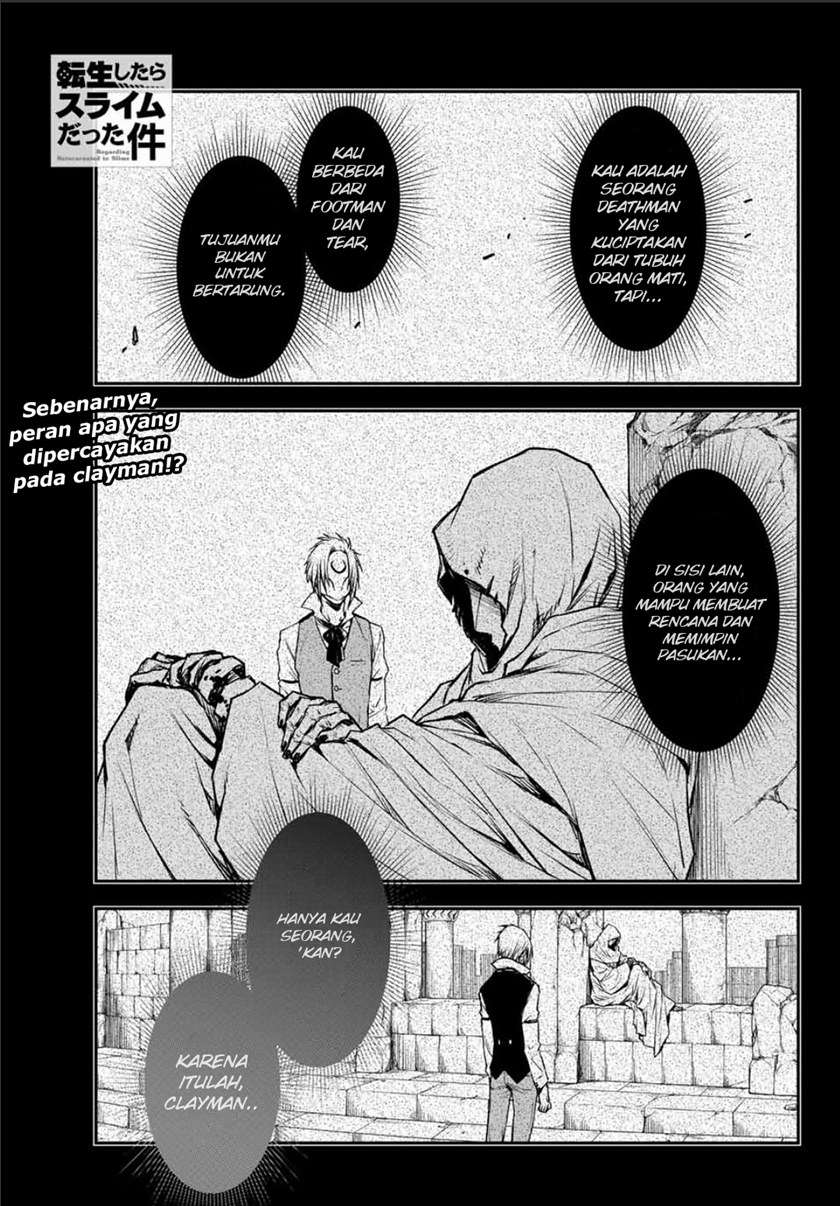 転生したら
スライム
だった件
Regarding
Reincarnated to Slime
KAU ADALAH
SEORANG
DEATHMAN
YANG
KUCIPTAKAN
DARI TUBUH
ORANG MATI,
TAPI...
KAU
BERBEDA
DARI
FOOTMAN
DAN
TEAR,
TUJUANMU
BUKAN
UNTUK
BERTARUNG.
Sebenarnya,
peran apa yang
dipercayakan
pada clayman!?
DI SISI LAIN,
ORANG YANG
MAMPU MEMBUAT
RENCANA DAN
MEMIMPIN
PASUKAN...
HANYA KAU
SEORANG,
'KAN?
KARENA
ITULAH,
CLAYMAN..